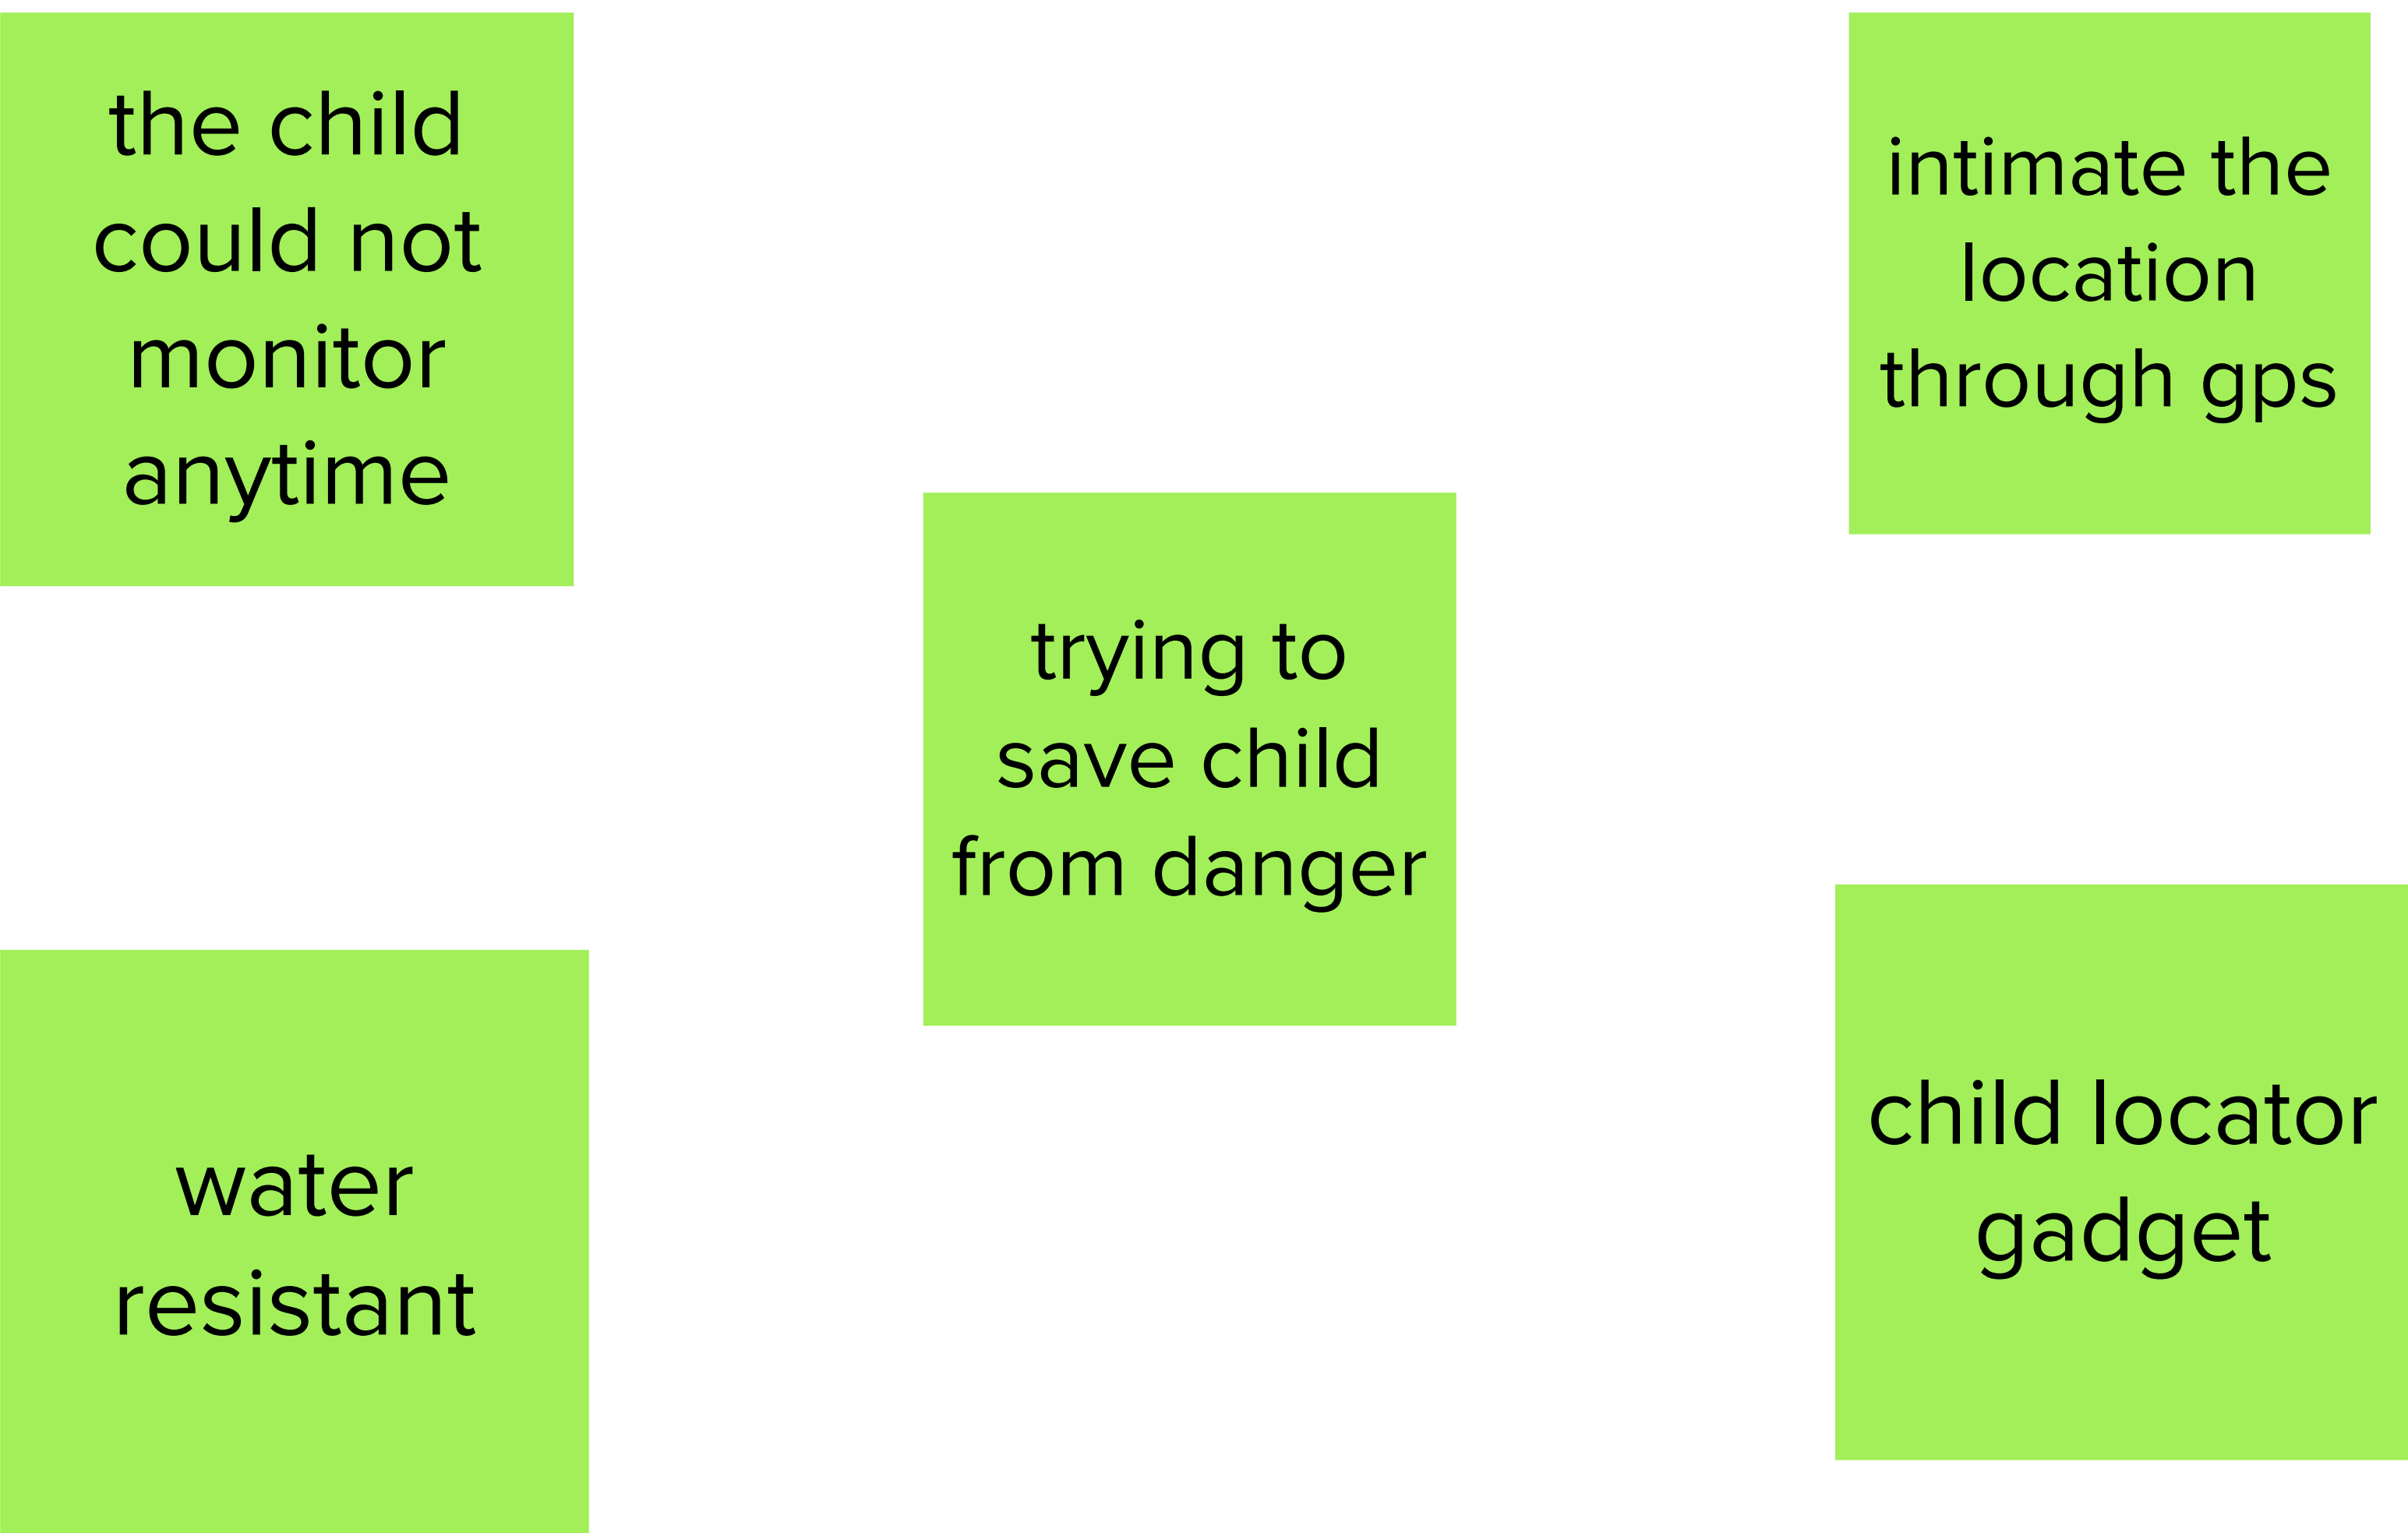 the child
could not
monitor
anytime
intimate the
location
through gps
trying to
save child
from danger
water
resistant
child locator
gadget